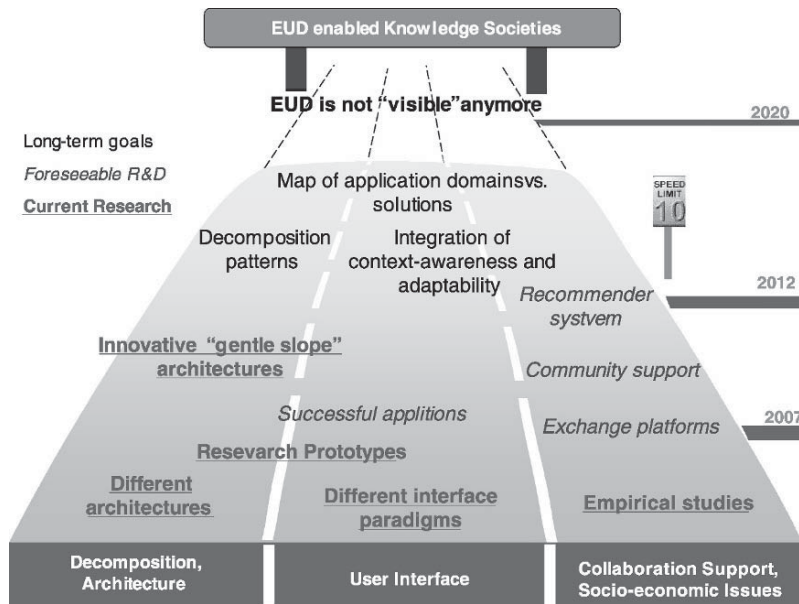 EUD enabled Knowledge Societies
EUD is not "visible"anymore
2020
Long-term goals
Foreseeable R&D
Current Research
Map of application domainsvs.
solutions
SPEED
LIMIT
10
Decomposition
patterns
Integration of
context-awareness and
adaptability
2012
Recommender
systvem
Innovative "gentle slope"
architectures
Community support
2007
Successful applitions
Exchange platforms
Resevarch Prototypes
Different
architectures
Different interface
paradigms
Empirical studies
Decomposition,
Architecture
User Interface
Collaboration Support,
Socio-economic Issues